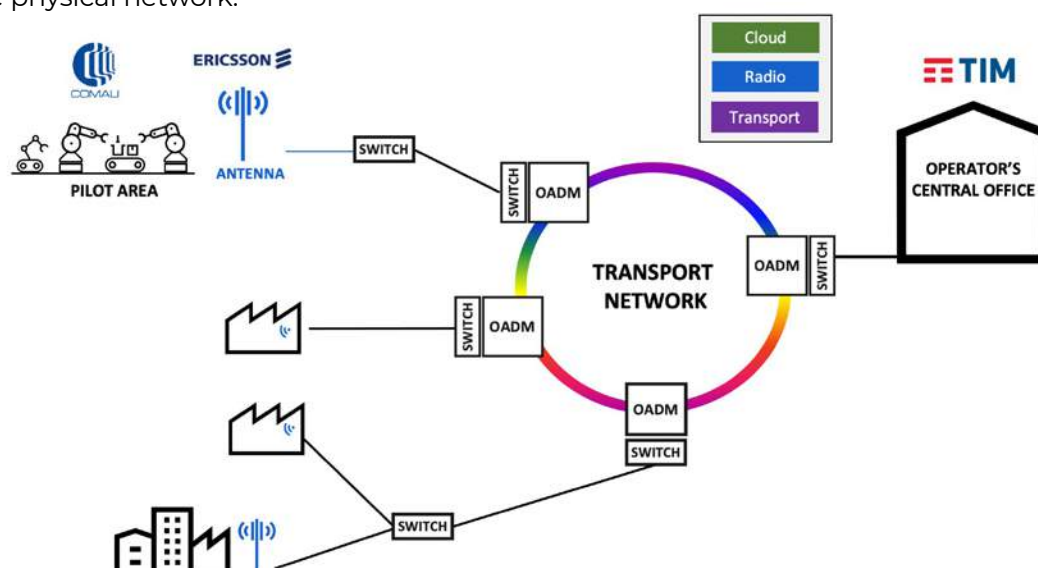 physical network.
Cloud
Radio
Transport
COMAU
ERICSSON
TIM
SWITCH
ANTENNA
PILOT AREA
SWITCH
OADM
OPERATOR'S
CENTRAL OFFICE
OADM
SWITCH
TRANSPORT
NETWORK
SWITCH
OADM
OADM
SWITCH
SWITCH